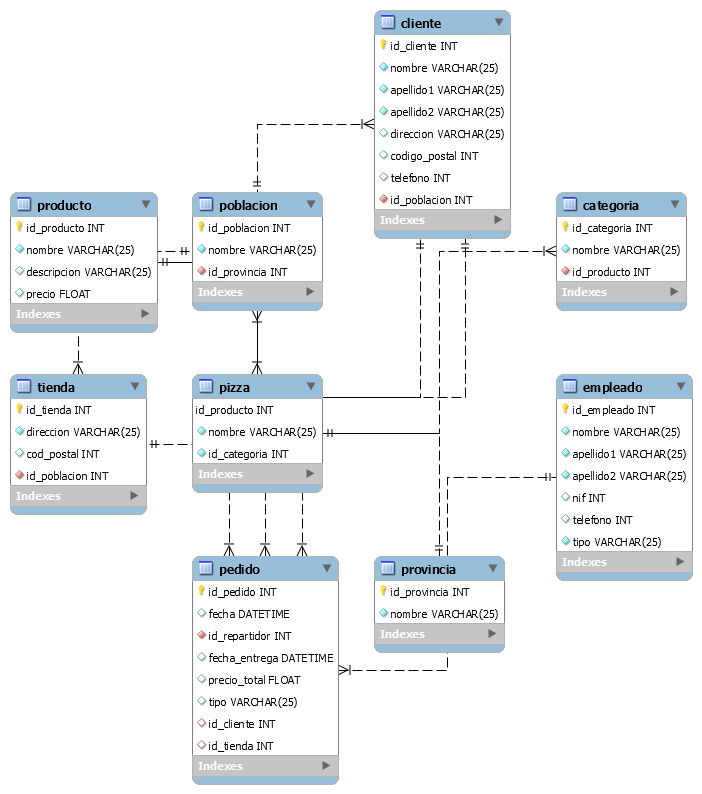 cliente
id_cliente INT
nombre VARCHAR(25)
apellido1 VARCHAR(25)
apellido2 VARCHAR(25)
direccion VARCHAR(25)
codigo_postal INT
telefono INT
id_poblacion INT
Indexes
producto
id_producto INT
nombre VARCHAR(25)
descripcion VARCHAR(25)
precio FLOAT
Indexes
poblacion
id_poblacion INT
nombre VARCHAR(25)
id_provincia INT
Indexes
categoria
id_categoria INT
nombre VARCHAR(25)
id_producto INT
Indexes
tienda
id_tienda INT
direccion VARCHAR(25)
cod_postal INT
id_poblacion INT
Indexes
pizza
id_producto INT
nombre VARCHAR(25)
id_categoria INT
Indexes
empleado
id_empleado INT
nombre VARCHAR(25)
apellido1 VARCHAR(25)
apellido2 VARCHAR(25)
nif INT
telefono INT
tipo VARCHAR(25)
Indexes
pedido
id_pedido INT
fecha DATETIME
id_repartidor INT
fecha_entrega DATETIME
precio_total FLOAT
tipo VARCHAR(25)
id_cliente INT
id_tienda INT
Indexes
provincia
id_provincia INT
nombre VARCHAR(25)
Indexes